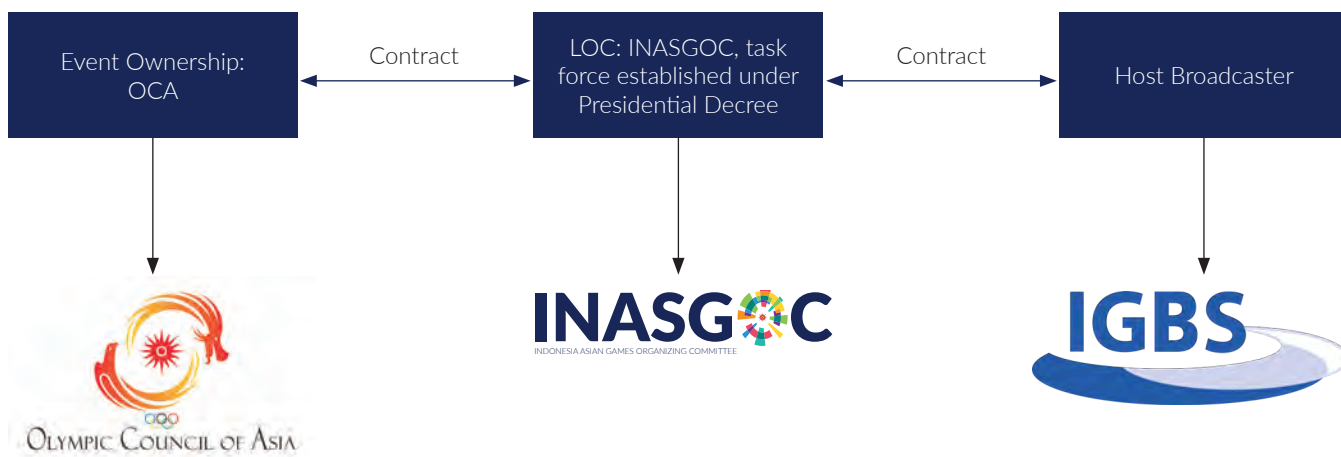 Event Ownership:
OCA
Contract
LOC: INASGOC, task
force established under
Presidential Decree
Contract
Host Broadcaster
OLYMPIC COUNCIL OF ASIA
INASGOC
INDONESIA ASIAN GAMES ORGANIZING COMMITTEE
IGBS